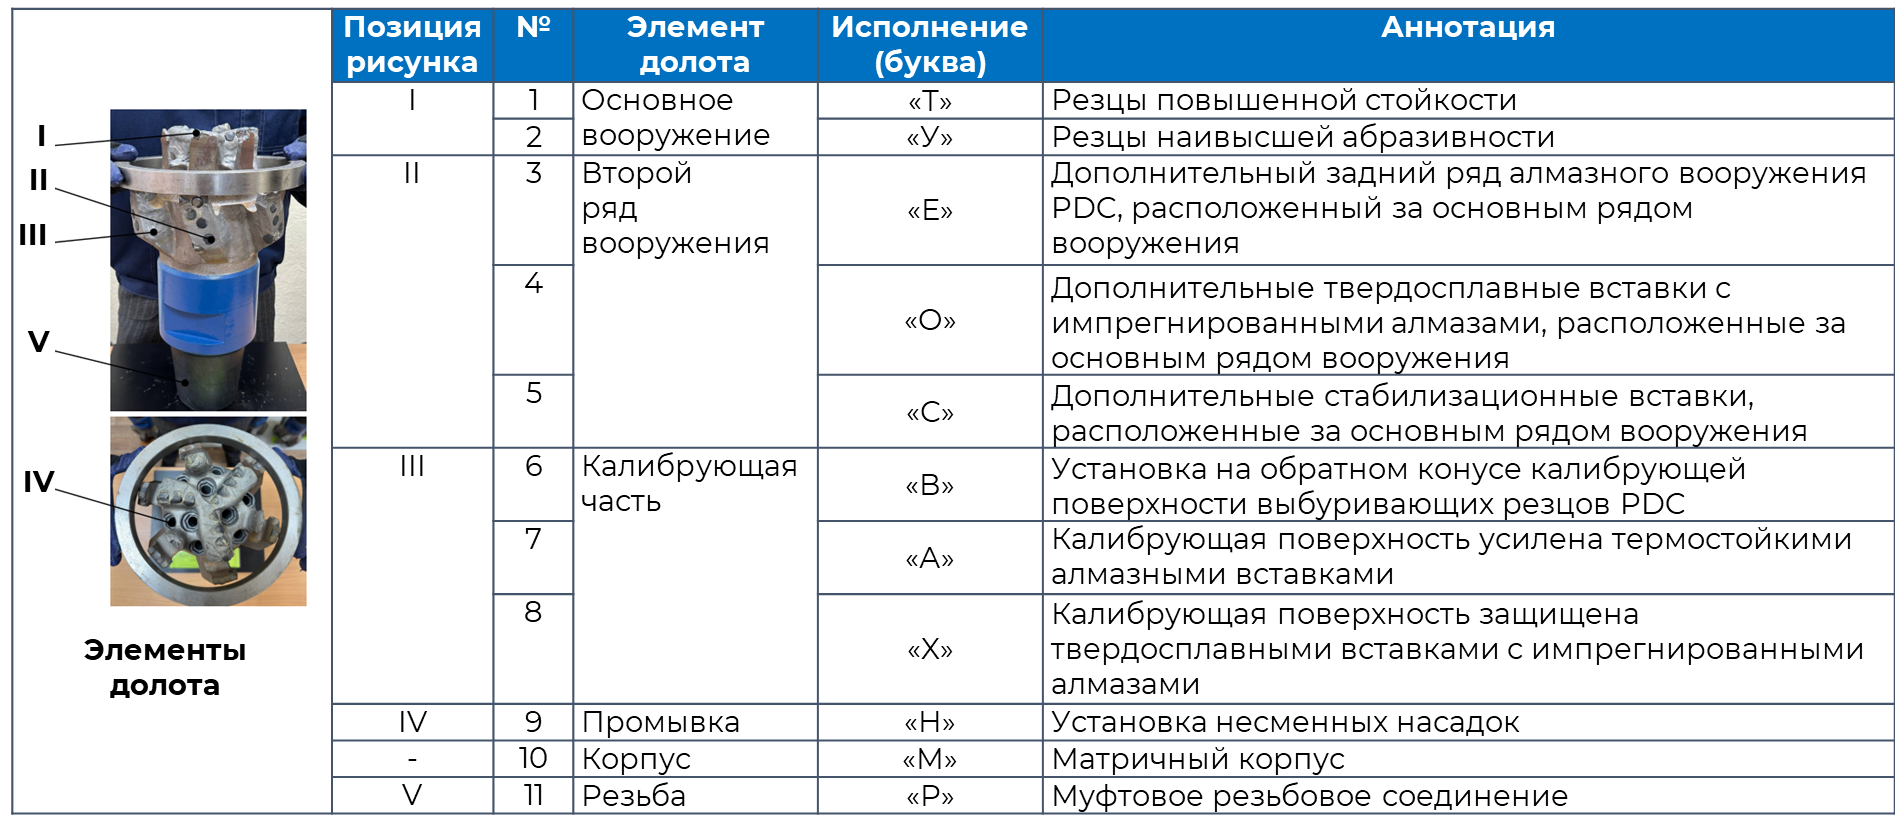 Позиция рисунка
№
Элемент долота
Исполнение (буква)
Аннотация
I
II
III
V
IV
Элементы
долота
I
1
Основное
вооружение
«Т»
Резцы повышенной стойкости
2
«У»
Резцы наивысшей абразивности
II
3
Второй
ряд
вооружения
«Е»
Дополнительный задний ряд алмазного вооружения
PDC, расположенный за основным рядом
вооружения
4
«О»
Дополнительные твердосплавные вставки с
импрегнированными алмазами, расположенные за
основным рядом вооружения
5
«С»
Дополнительные стабилизационные вставки,
расположенные за основным рядом вооружения
III
6
Калибрующая
часть
«В»
Установка на обратном конусе калибрующей
поверхности выбуривающих резцов PDC
7
«А»
Калибрующая поверхность усилена термостойкими
алмазными вставками
8
«Х»
Калибрующая поверхность защищена
твердосплавными вставками с импрегнированными
алмазами
IV
9
Промывка
«Н»
Установка несменных насадок
-
10
Корпус
«М»
Матричный корпус
V
11
Резьба
«Р»
Муфтовое резьбовое соединение